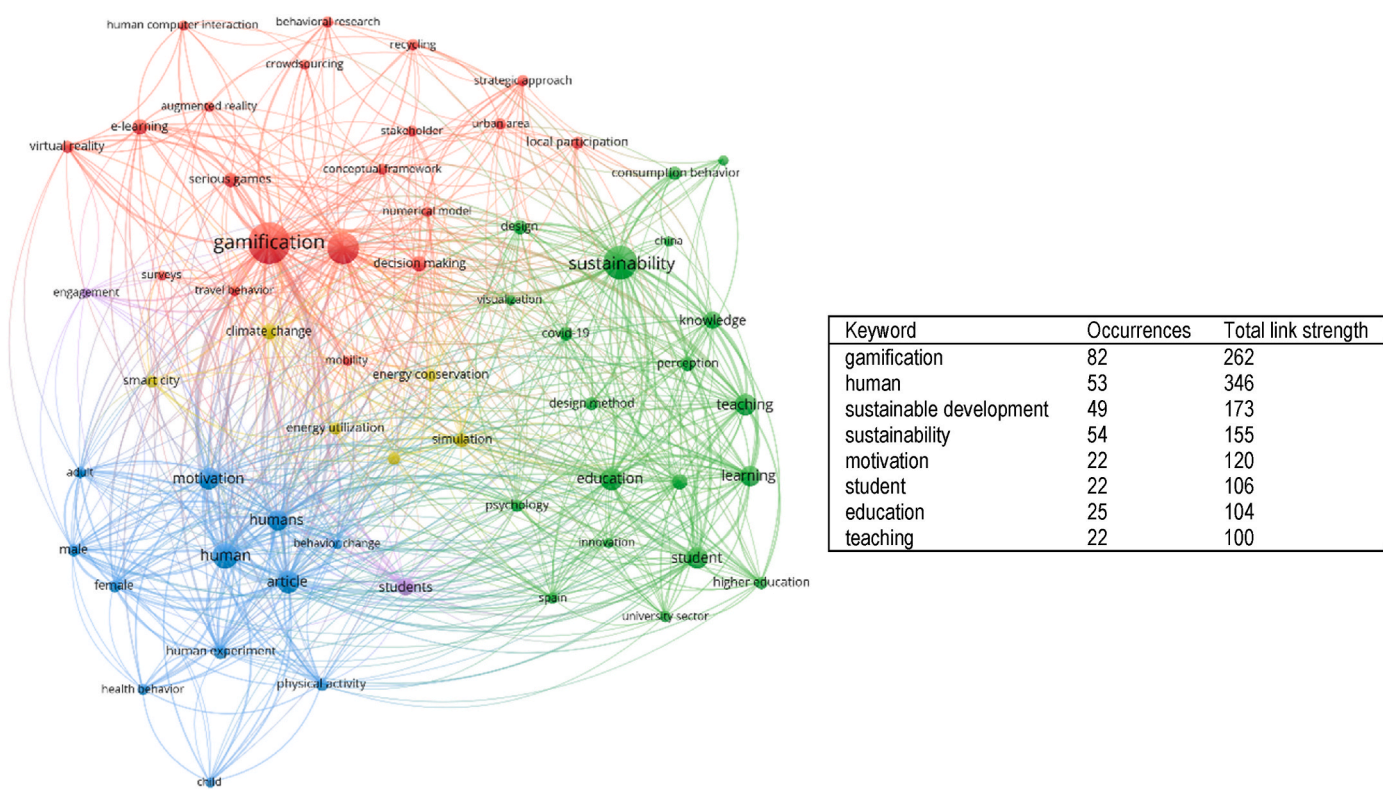 human computer interaction
behavioral research
recycling
crowdsourcing
strategic approach
augmented reality
e-learning
stakeholder
urban area
virtual reality
local participation
conceptual framework
serious games
consumption behavior
numerical model
design
gamification
china
sustainability
decision making
surveys
travel behavior
engagement
visualization
knowledge
climate change
covid-19
mobility
perception
smart city
energy conservation
design method
teaching
energy utilization
simulation
adult
motivation
education
learning
psychology
humans
behavior change
innovation
male
human
student
female
article
students
higher education
spain
university sector
human experiment
health behavior
physical activity
child
Keyword Occurrences Total link strength
gamification 82 262
human 53 346
sustainable development 49 173
sustainability 54 155
motivation 22 120
student 22 106
education 25 104
teaching 22 100